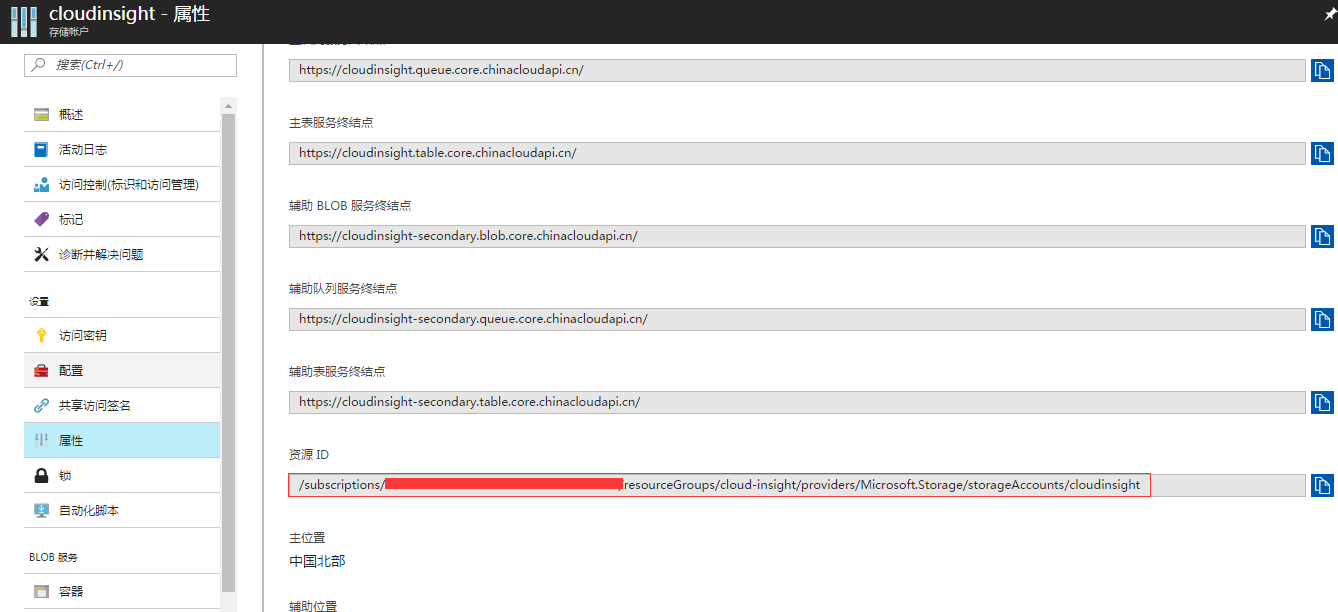 cloudinsight - 属性
存储帐户
搜索(Ctrl+/)
概述
活动日志
访问控制(标识和访问管理)
标记
诊断并解决问题
设置
访问密钥
配置
共享访问签名
属性
锁
自动化脚本
BLOB 服务
容器
https://cloudinsight.queue.core.chinacloudapi.cn/
主表服务终结点
https://cloudinsight.table.core.chinacloudapi.cn/
辅助 BLOB 服务终结点
https://cloudinsight-secondary.blob.core.chinacloudapi.cn/
辅助队列服务终结点
https://cloudinsight-secondary.queue.core.chinacloudapi.cn/
辅助表服务终结点
https://cloudinsight-secondary.table.core.chinacloudapi.cn/
资源 ID
/subscriptions/ /resourceGroups/cloud-insight/providers/Microsoft.Storage/storageAccounts/cloudinsight
主位置
中国北部
辅助位置